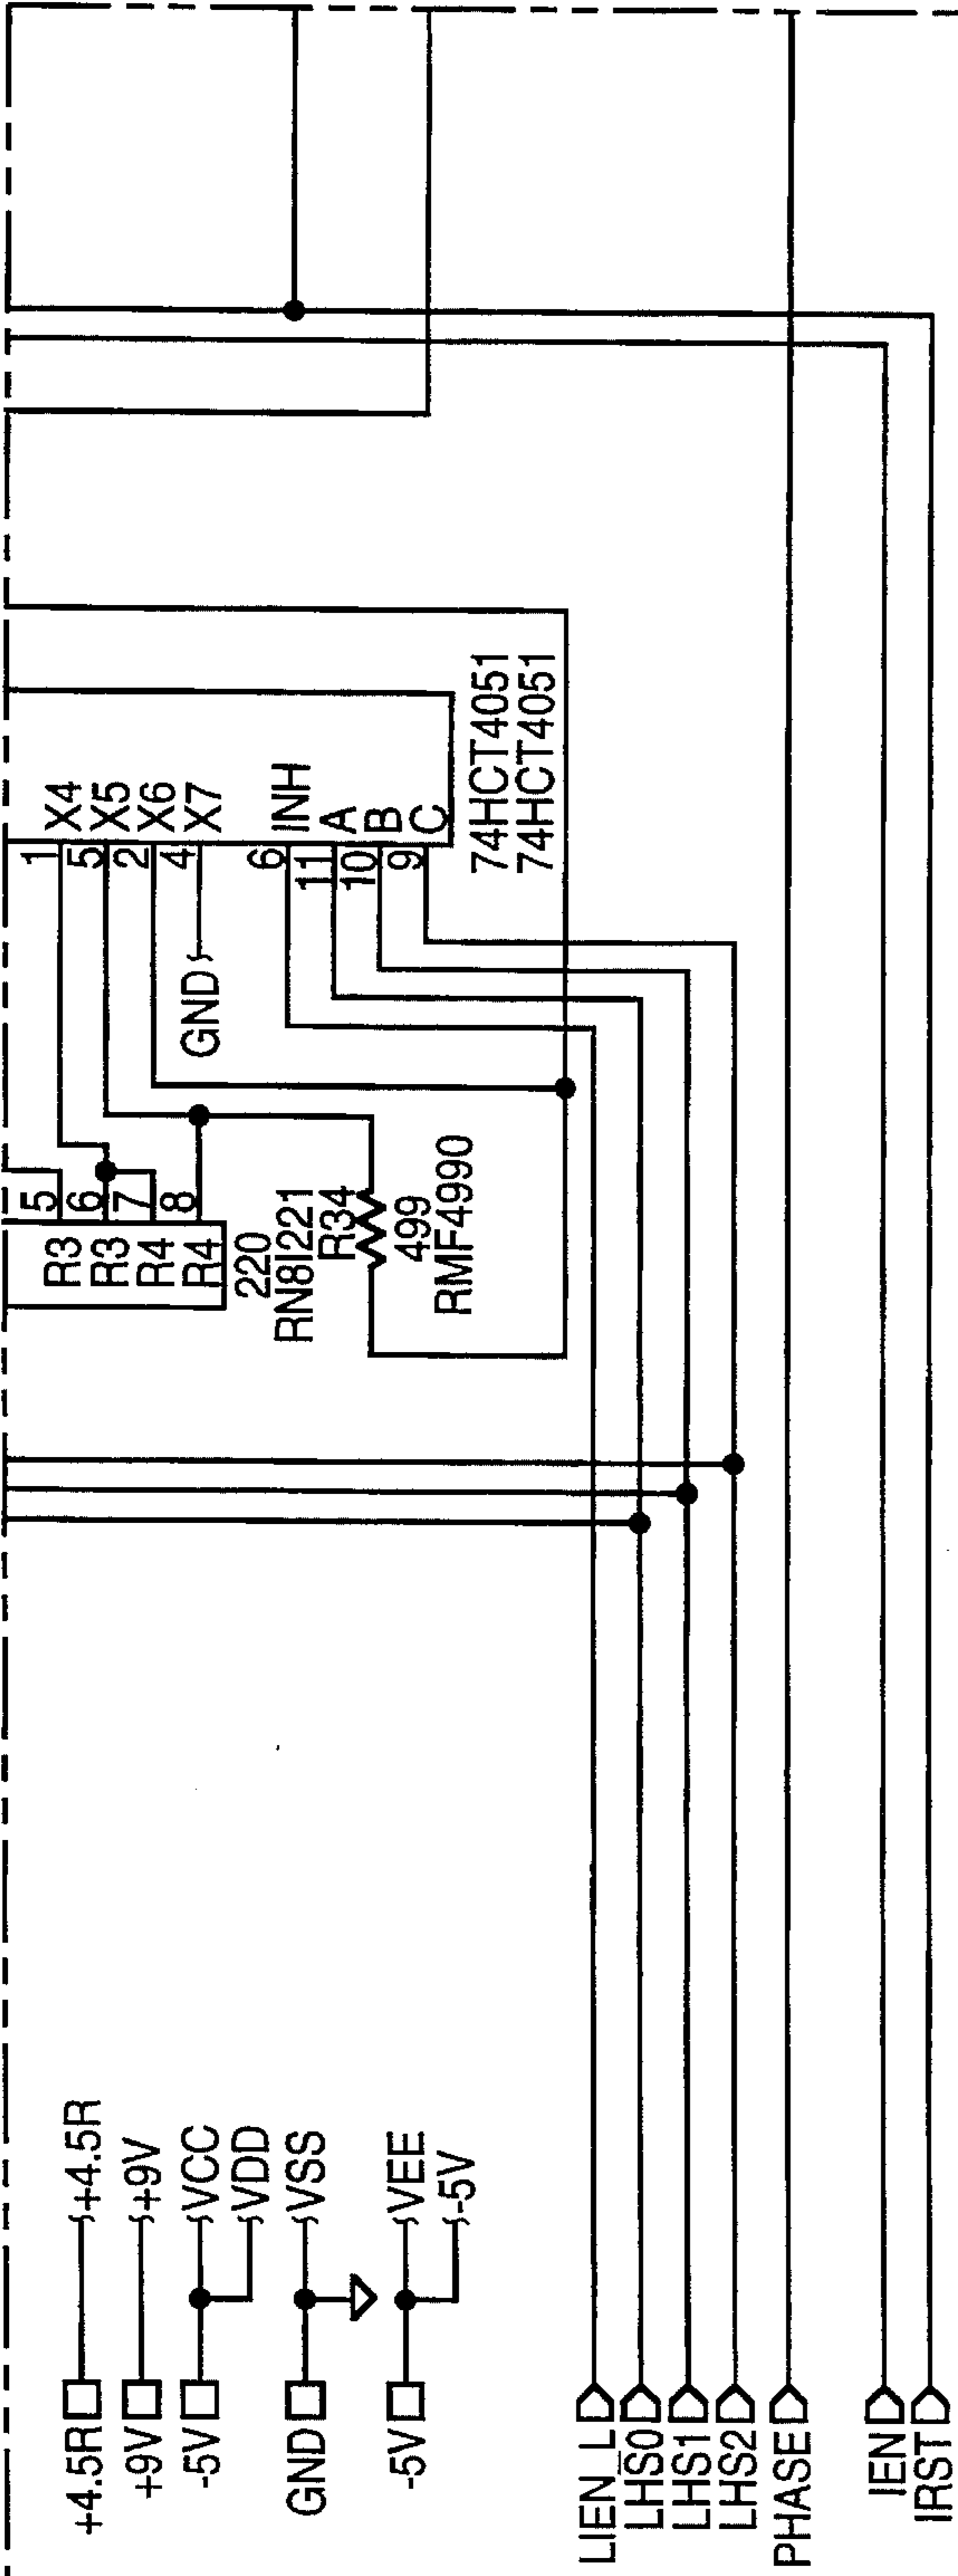 +4.5R +4.5R
+9V +9V
-5V VCC
VDD
GND VSS
-5V VEE
-5V
R3 5
R3 6
R4 7
R4 8
220
RN8I221
R34
499
RMF4990
1 X4
5 X5
2 X6
GND 4 X7
6 INH
11 A
10 B
9 C
74HCT4051
74HCT4051
LIEN_L
LHS0
LHS1
LHS2
PHASE
IEN
IRST